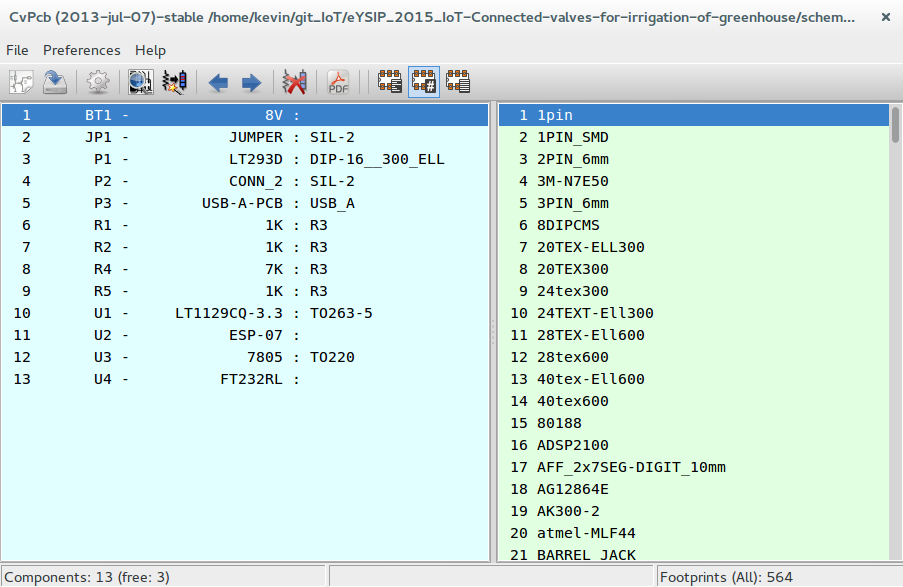 CvPcb (2013-jul-07)-stable /home/kevin/git_IoT/eYSIP_2015_IoT-Connected-valves-for-irrigation-of-greenhouse/schem...
File Preferences Help
PDF
1 BT1 - 8V :
2 JP1 - JUMPER : SIL-2
3 P1 - LT293D : DIP-16__300_ELL
4 P2 - CONN_2 : SIL-2
5 P3 - USB-A-PCB : USB_A
6 R1 - 1K : R3
7 R2 - 1K : R3
8 R4 - 7K : R3
9 R5 - 1K : R3
10 U1 - LT1129CQ-3.3 : TO263-5
11 U2 - ESP-07 :
12 U3 - 7805 : TO220
13 U4 - FT232RL :
1 1pin
2 1PIN_SMD
3 2PIN_6mm
4 3M-N7E50
5 3PIN_6mm
6 8DIPCMS
7 20TEX-ELL300
8 20TEX300
9 24tex300
10 24TEXT-Ell300
11 28TEX-Ell600
12 28tex600
13 40tex-Ell600
14 40tex600
15 80188
16 ADSP2100
17 AFF_2x7SEG-DIGIT_10mm
18 AG12864E
19 AK300-2
20 atmel-MLF44
21 BARREL_JACK
Components: 13 (free: 3)
Footprints (All): 564